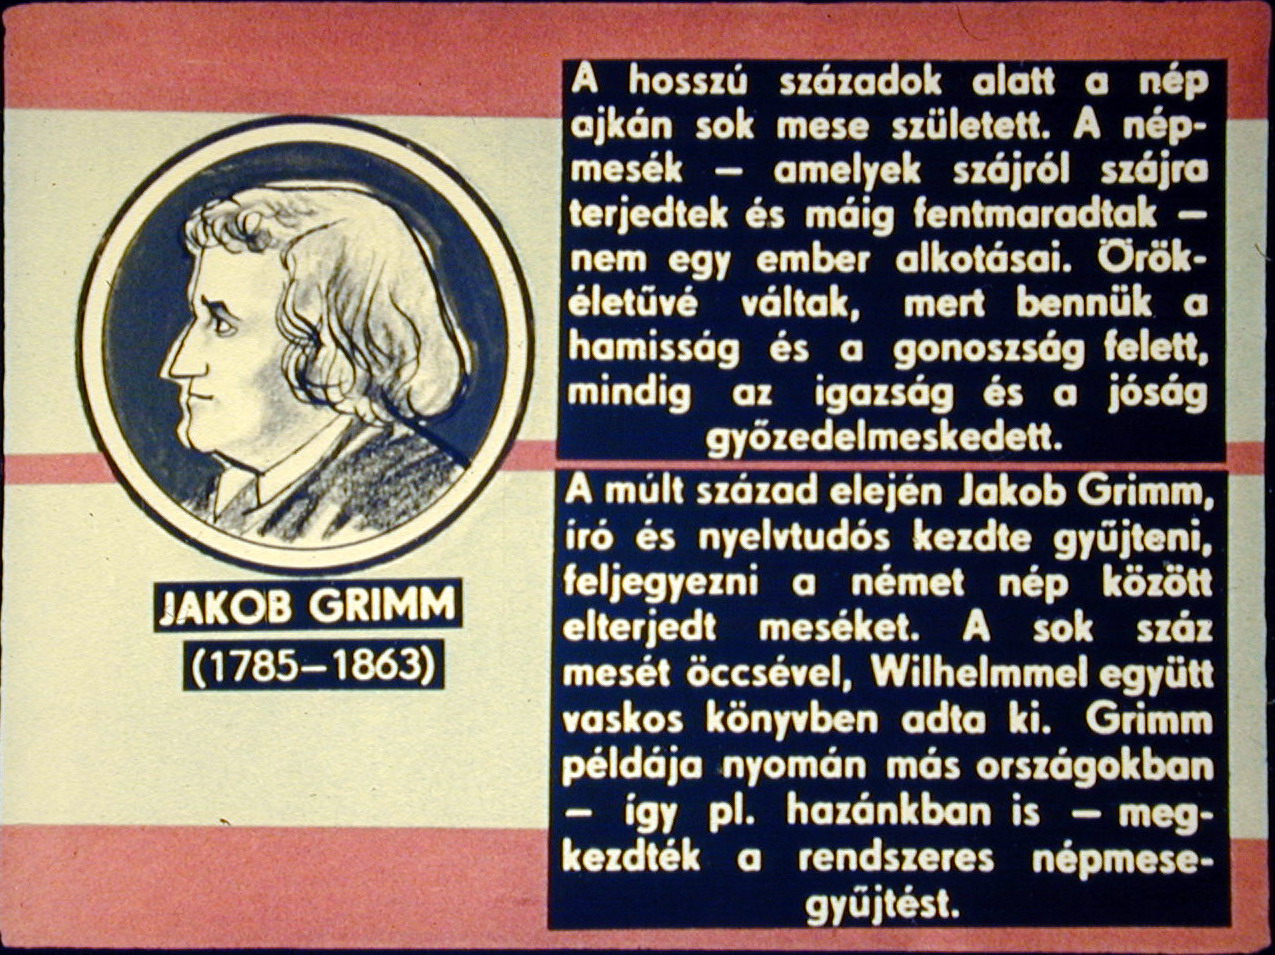 A hosszú századok alatt a nép
ajkán sok mese született. A nép-
mesék — amelyek szájról szájra
terjedtek és máig fentmaradtak —
nem egy ember alkotásai. Örök-
életűvé váltak, mert bennük a
hamisság és a gonoszság felett,
mindig az igazság és a jóság
győzedelmeskedett.
A múlt század elején Jakob Grimm,
író és nyelvtudós kezdte gyűjteni,
feljegyezni a német nép között
elterjedt meséket. A sok száz
mesét öccsével, Wilhelmmel együtt
vaskos könyvben adta ki. Grimm
példája nyomán más országokban
— így pl. hazánkban is — meg-
kezdték a rendszeres népmese-
gyűjtést.
JAKOB GRIMM
(1785—1863)